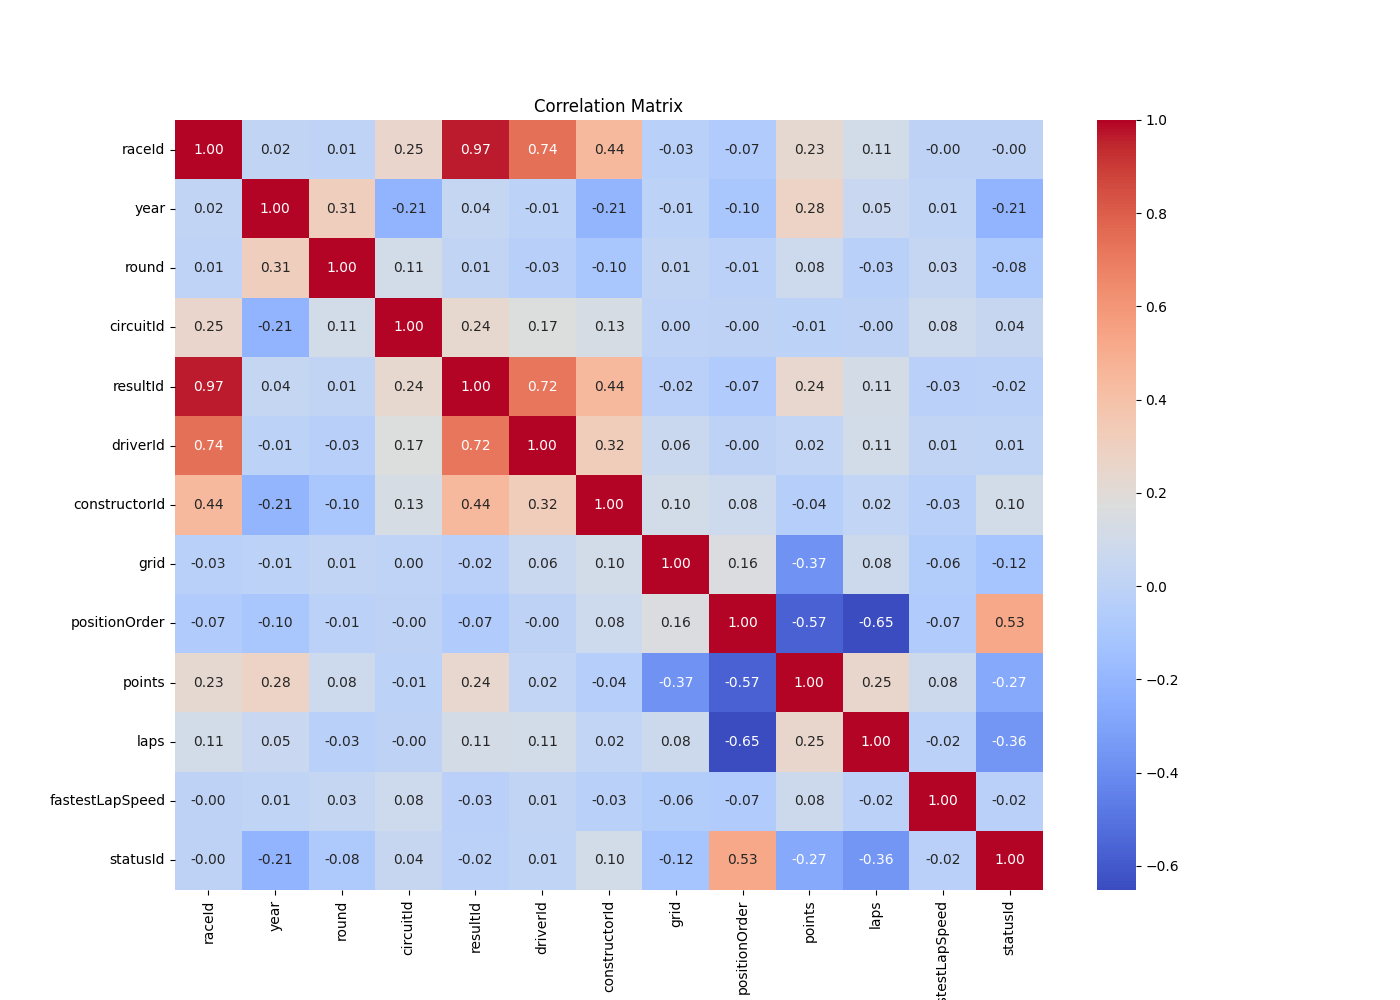 Correlation Matrix
raceId 1.00 0.02 0.01 0.25 0.97 0.74 0.44 -0.03 -0.07 0.23 0.11 -0.00 -0.00
year 0.02 1.00 0.31 -0.21 0.04 -0.01 -0.21 -0.01 -0.10 0.28 0.05 0.01 -0.21
round 0.01 0.31 1.00 0.11 0.01 -0.03 -0.10 0.01 -0.01 0.08 -0.03 0.03 -0.08
circuitId 0.25 -0.21 0.11 1.00 0.24 0.17 0.13 0.00 -0.00 -0.01 -0.00 0.08 0.04
resultId 0.97 0.04 0.01 0.24 1.00 0.72 0.44 -0.02 -0.07 0.24 0.11 -0.03 -0.02
driverId 0.74 -0.01 -0.03 0.17 0.72 1.00 0.32 0.06 -0.00 0.02 0.11 0.01 0.01
constructorId 0.44 -0.21 -0.10 0.13 0.44 0.32 1.00 0.10 0.08 -0.04 0.02 -0.03 0.10
grid -0.03 -0.01 0.01 0.00 -0.02 0.06 0.10 1.00 0.16 -0.37 0.08 -0.06 -0.12
positionOrder -0.07 -0.10 -0.01 -0.00 -0.07 -0.00 0.08 0.16 1.00 -0.57 -0.65 -0.07 0.53
points 0.23 0.28 0.08 -0.01 0.24 0.02 -0.04 -0.37 -0.57 1.00 0.25 0.08 -0.27
laps 0.11 0.05 -0.03 -0.00 0.11 0.11 0.02 0.08 -0.65 0.25 1.00 -0.02 -0.36
fastestLapSpeed -0.00 0.01 0.03 0.08 -0.03 0.01 -0.03 -0.06 -0.07 0.08 -0.02 1.00 -0.02
statusId -0.00 -0.21 -0.08 0.04 -0.02 0.01 0.10 -0.12 0.53 -0.27 -0.36 -0.02 1.00
raceId year round circuitId resultId driverId constructorId grid positionOrder points laps stestLapSpeed statusId
1.0
0.8
0.6
0.4
0.2
0.0
−0.2
−0.4
−0.6